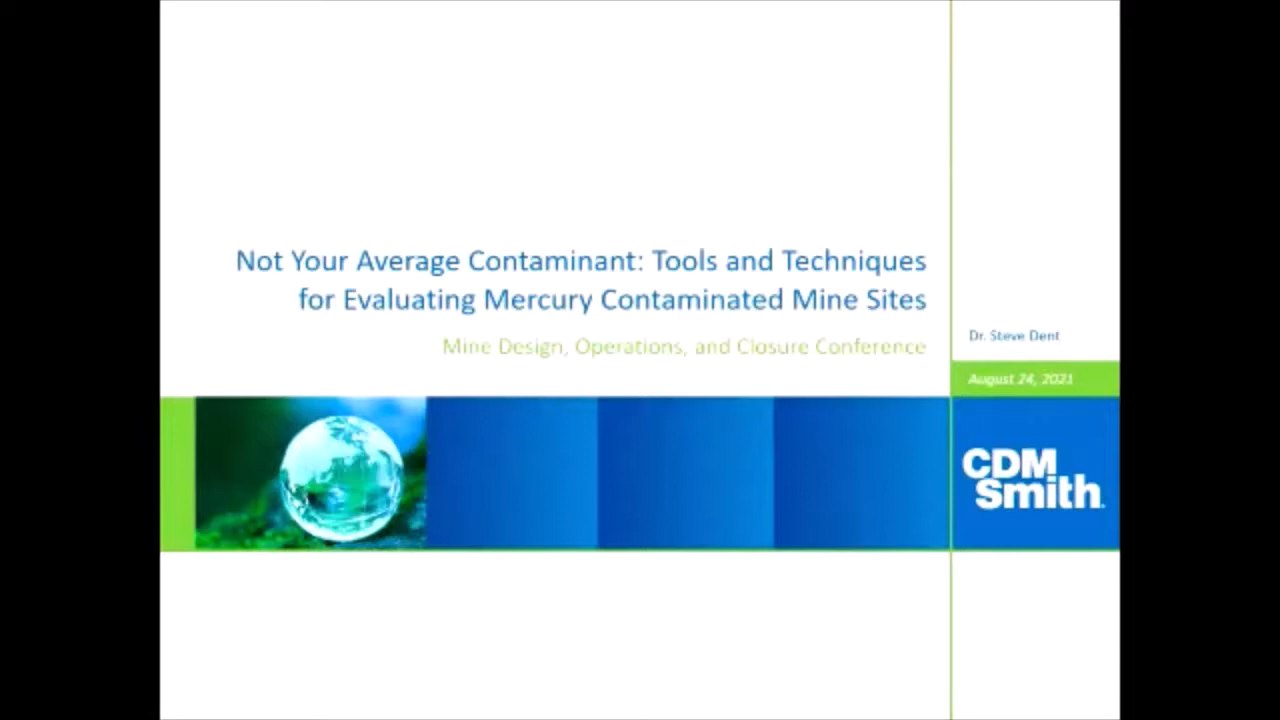 Not Your Average Contaminant: Tools and Techniques
for Evaluating Mercury Contaminated Mine Sites
Mine Design, Operations, and Closure Conference
Dr. Steve Dent
August 24, 2021
CDM
Smith